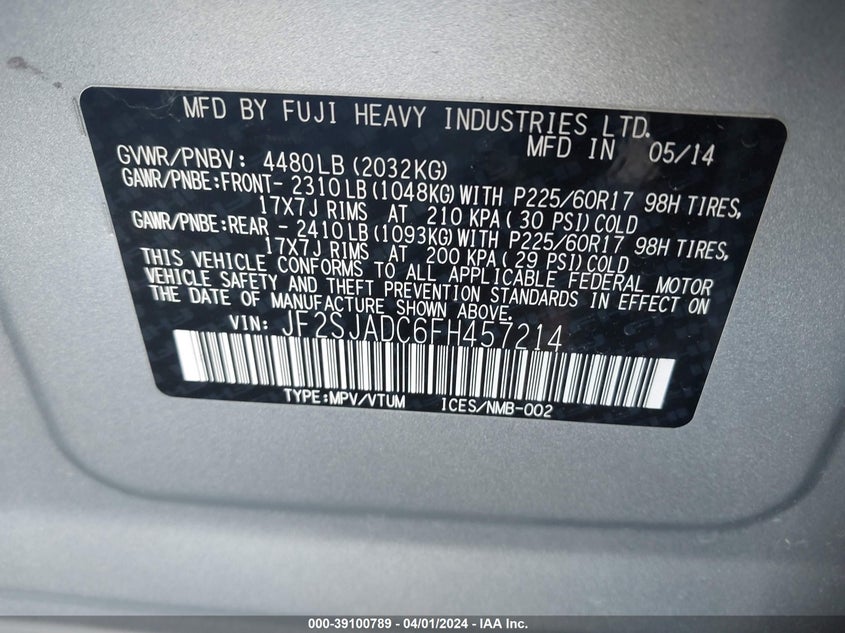 MFD BY FUJI HEAVY INDUSTRIES LTD.
MFD IN 05/14
GVWR/PNBV: 4480LB (2032KG)
GAWR/PNBE:FRONT- 2310LB (1048KG) WITH P225/60R17 98H TIRES,
17X7J RIMS AT 210 KPA ( 30 PSI) COLD
GAWR/PNBE:REAR - 2410LB (1093KG) WITH P225/60R17 98H TIRES,
17X7J RIMS AT 200 KPA ( 29 PSI) COLD
THIS VEHICLE CONFORMS TO ALL APPLICABLE FEDERAL MOTOR
VEHICLE SAFETY AND THEFT PREVENTION STANDARDS IN EFFECT ON
THE DATE OF MANUFACTURE SHOWN ABOVE.
VIN: JF2SJADC6FH457214
TYPE:MPV/VTUM ICES/NMB-002
000-39100789 - 04/01/2024 - IAA Inc.